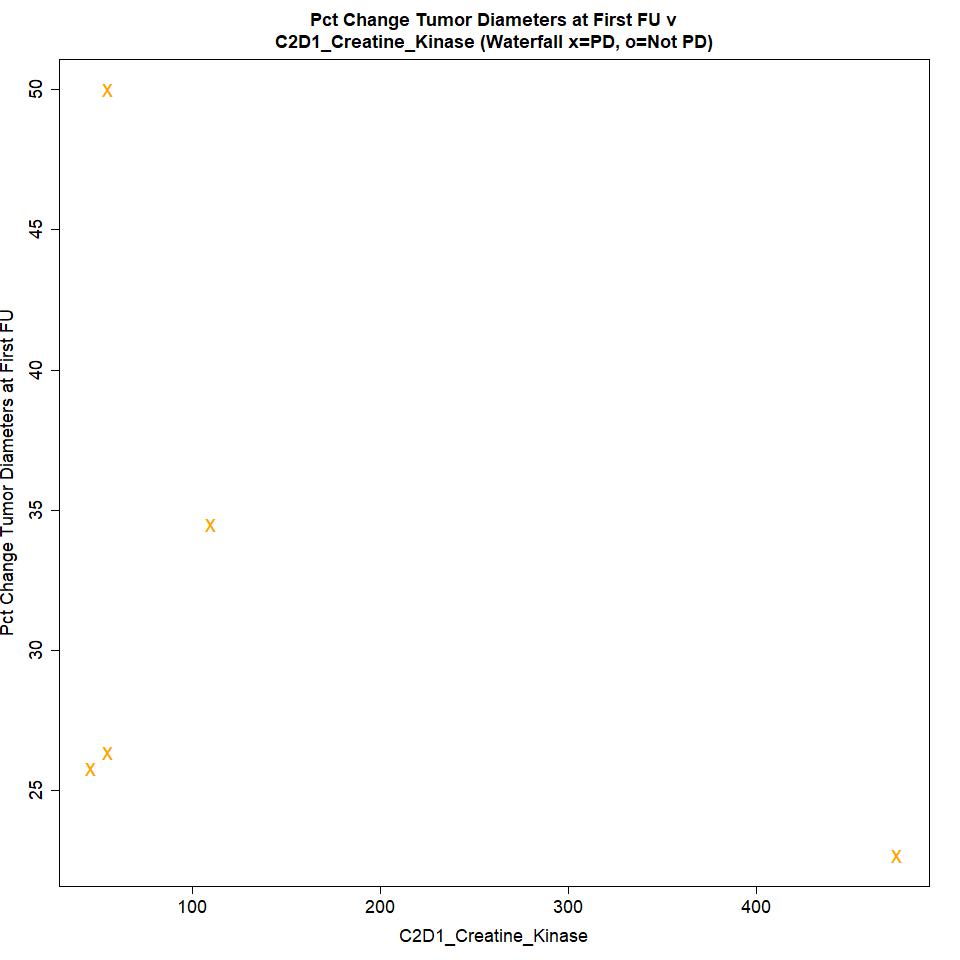 Pct Change Tumor Diameters at First FU v
C2D1_Creatine_Kinase (Waterfall x=PD, o=Not PD)
Pct Change Tumor Diameters at First FU
50
45
40
35
30
25
X
X
X
X
X
100 200 300 400
C2D1_Creatine_Kinase